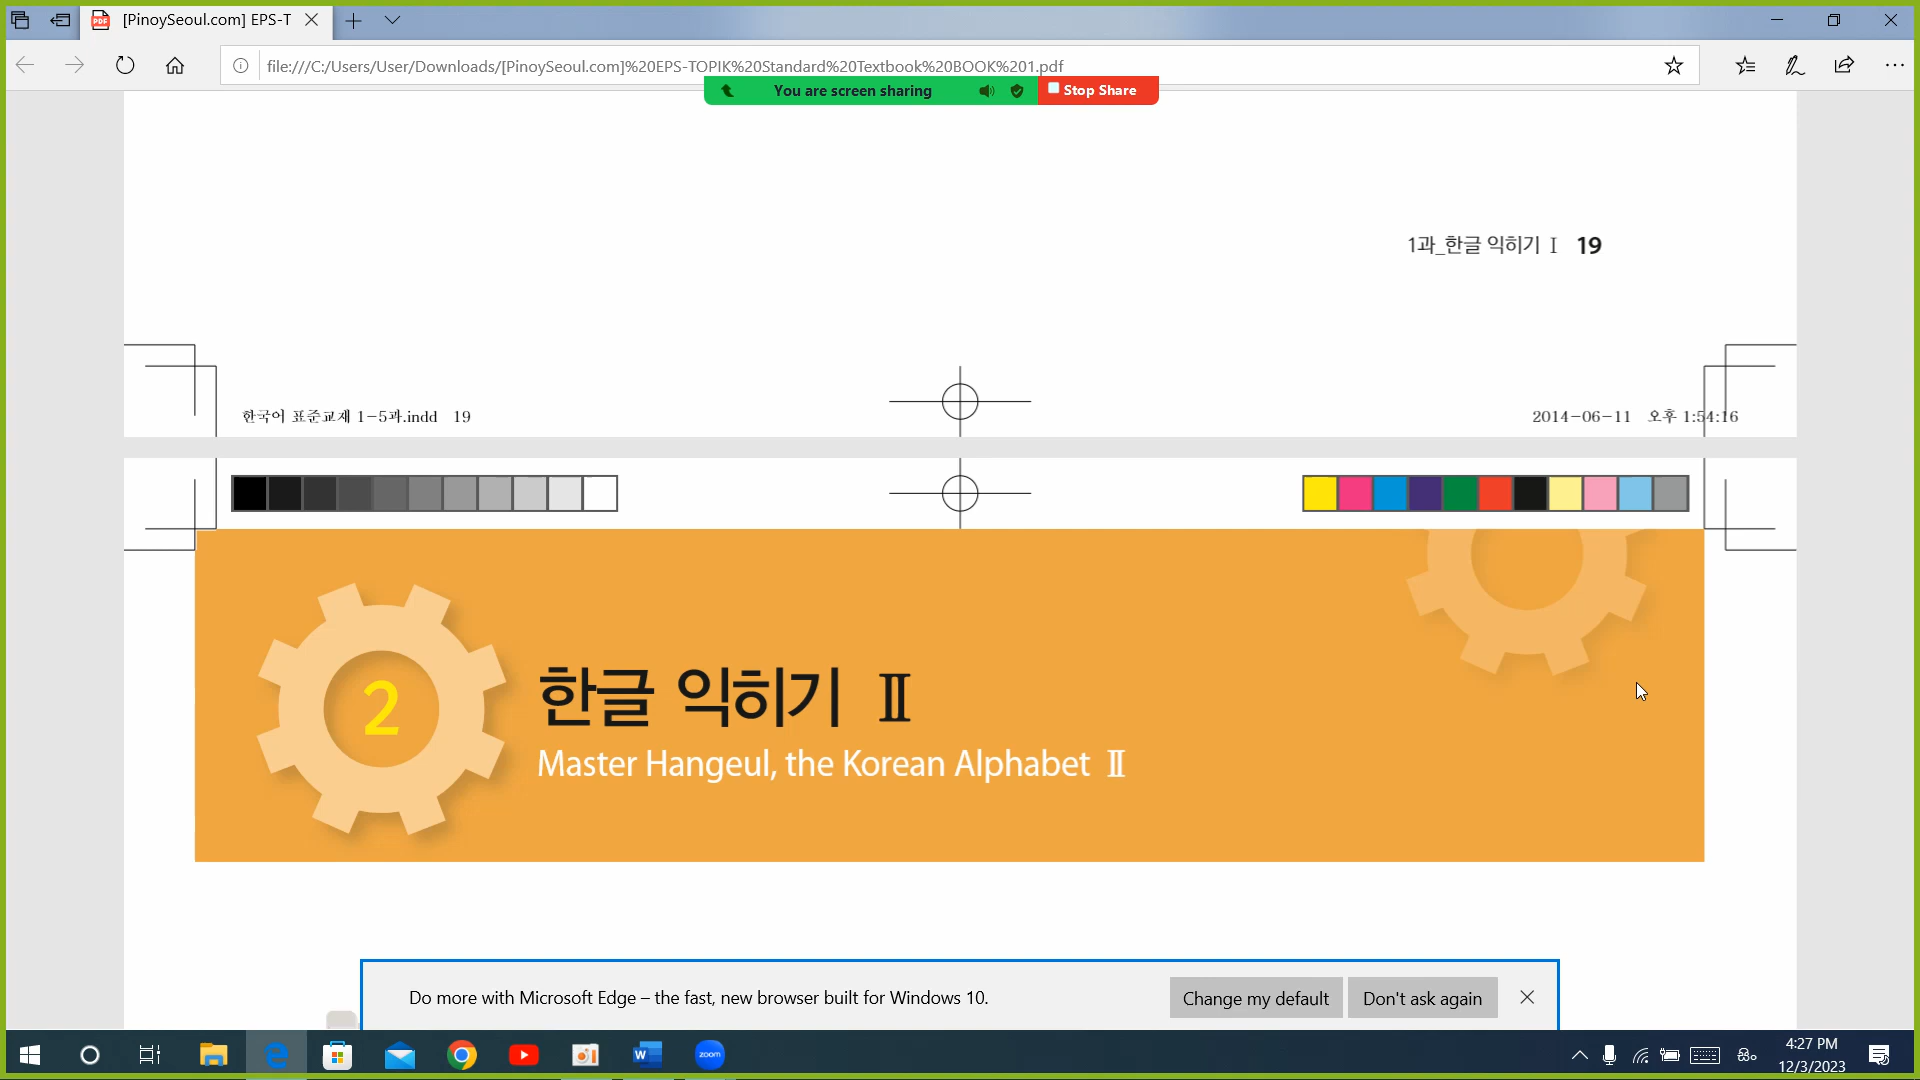 [PinoySeoul.com] EPS-T
file:///C:/Users/User/Downloads/[PinoySeoul.com]%20EPS-TOPIK%20Standard%20Textbook%20BOOK%201.pdf
You are screen sharing
Stop Share
1과_한글 익히기 Ⅰ 19
한국어 표준교재 1-5과.indd 19
2014-06-11 오후 1:54:16
2
한글 익히기 Ⅱ
Master Hangeul, the Korean Alphabet Ⅱ
Do more with Microsoft Edge – the fast, new browser built for Windows 10.
Change my default
Don't ask again
zoom
4:27 PM
12/3/2023